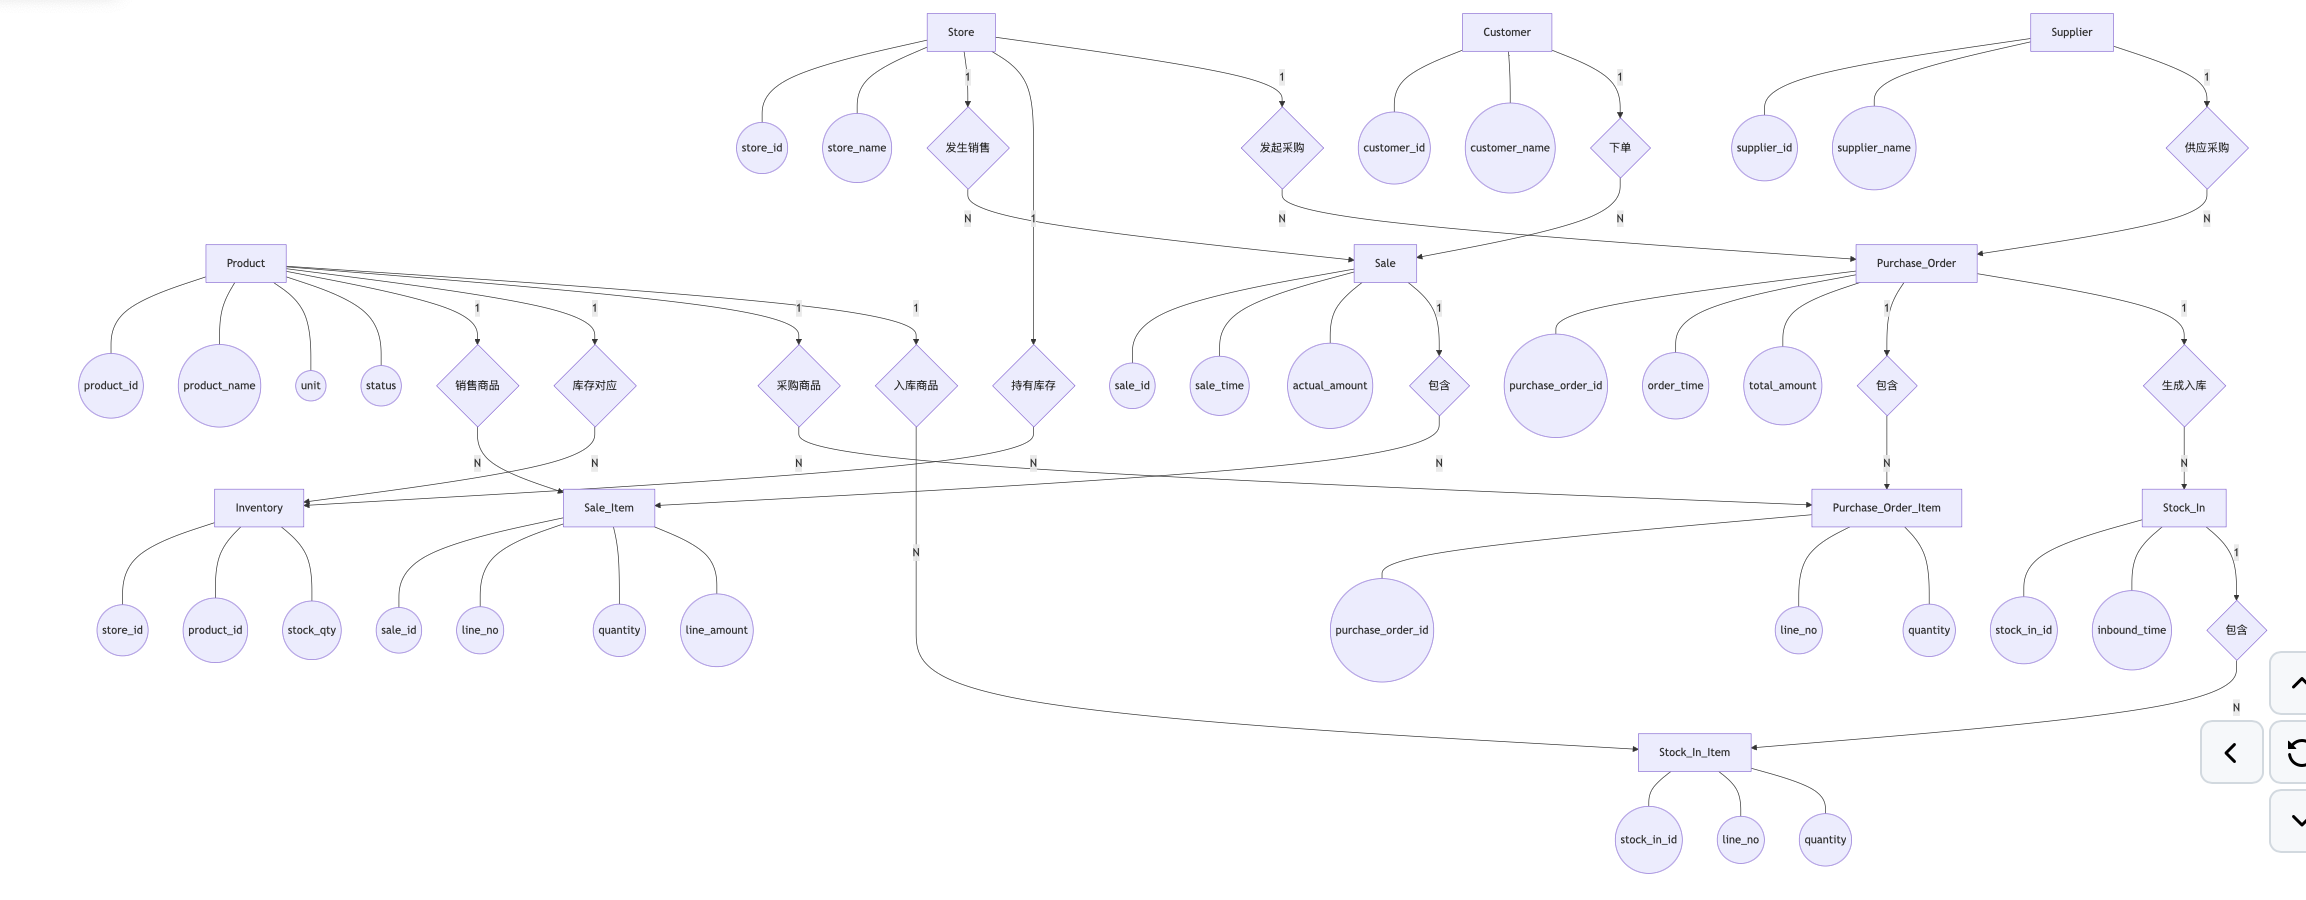 Store
Customer
Supplier
1
1
1
1
store_id
store_name
发生销售
发起采购
customer_id
customer_name
下单
supplier_id
supplier_name
供应采购
N
1
N
N
N
Product
Sale
Purchase_Order
1
1
1
1
1
1
1
product_id
product_name
unit
status
销售商品
库存对应
采购商品
入库商品
持有库存
sale_id
sale_time
actual_amount
包含
purchase_order_id
order_time
total_amount
包含
生成入库
N
N
N
N
N
N
N
Inventory
Sale_Item
Purchase_Order_Item
Stock_In
N
1
store_id
product_id
stock_qty
sale_id
line_no
quantity
line_amount
purchase_order_id
line_no
quantity
stock_in_id
inbound_time
包含
N
Stock_In_Item
stock_in_id
line_no
quantity